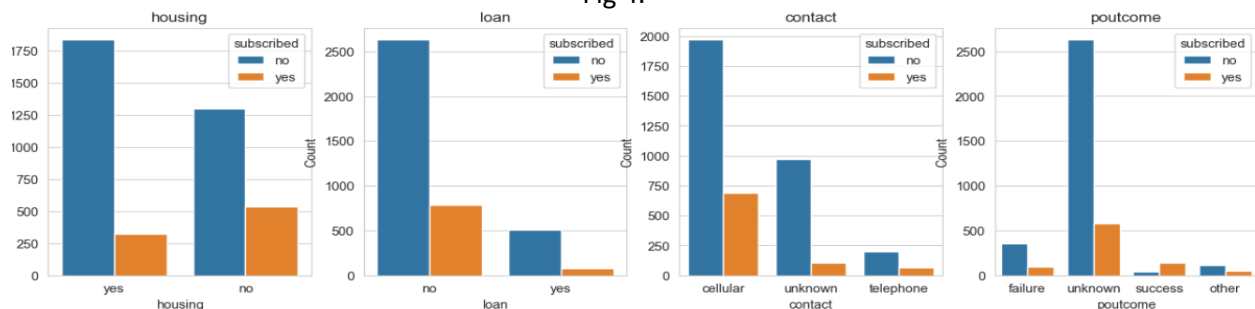 Fig 4.
housing
1750
1500
1250
1000
750
500
250
0
subscribed
no
yes
yes
no
housing
loan
2500
2000
1500
1000
500
0
subscribed
no
yes
no
yes
loan
contact
Count
2000
1750
1500
1250
1000
750
500
250
0
subscribed
no
yes
cellular
unknown
telephone
contact
poutcome
Count
2500
2000
1500
1000
500
0
subscribed
no
yes
failure
unknown
success
other
poutcome